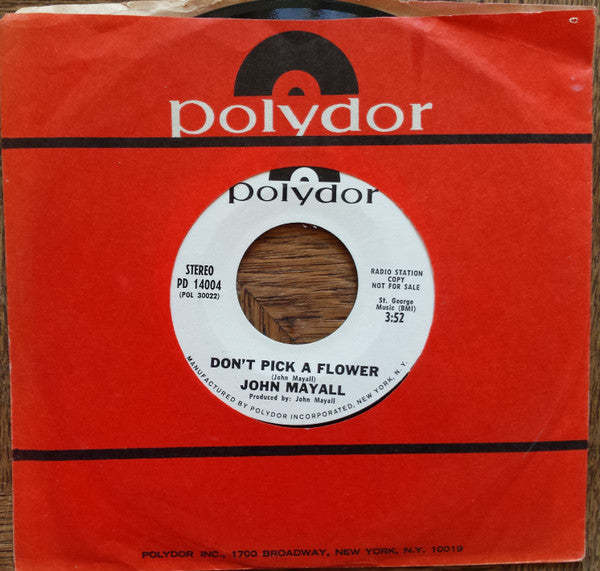 polydor
polydor
STEREO
PD 14004
(POL 30022)
RADIO STATION
COPY
NOT FOR SALE
St. George
Music (BMI)
3:52
DON'T PICK A FLOWER
(John Mayall)
JOHN MAYALL
Produced by: John Mayall
MANUFACTURED BY POLYDOR INCORPORATED, NEW YORK, N. Y.
POLYDOR INC., 1700 BROADWAY, NEW YORK, N.Y. 10019